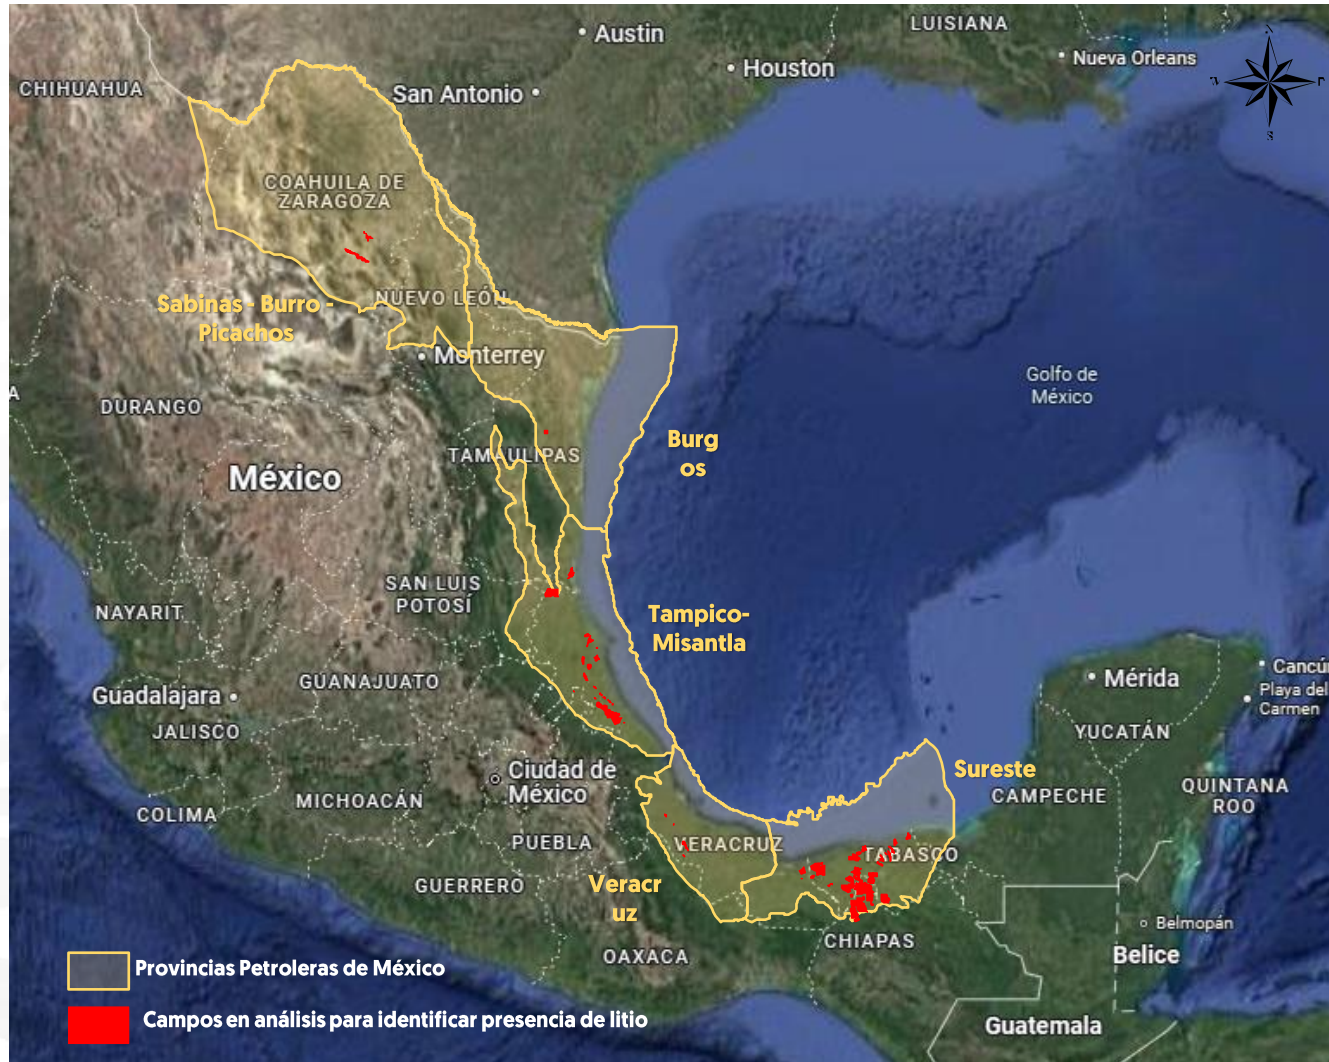 LUISIANA
Austin
Nueva Orleans
Houston
N
W
S
CHIHUAHUA
San Antonio
COAHUILA DE
ZARAGOZA
Sabinas - Burro -
Picachos
NUEVO LEÓN
Monterrey
Golfo de
México
A
DURANGO
Burg
os
TAMAULIPAS
México
SAN LUIS
POTOSÍ
NAYARIT
Tampico-
Misantla
Cancú
Mérida
Playa del
Carmen
Guadalajara
GUANAJUATO
JALISCO
YUCATÁN
Ciudad de
México
Sureste
CAMPECHE
QUINTANA
ROO
COLIMA
MICHOACÁN
PUEBLA
VERACRUZ
TABASCO
GUERRERO
Veracr
uz
Belmopán
CHIAPAS
OAXACA
Belice
Provincias Petroleras de México
Campos en análisis para identificar presencia de litio
Guatemala